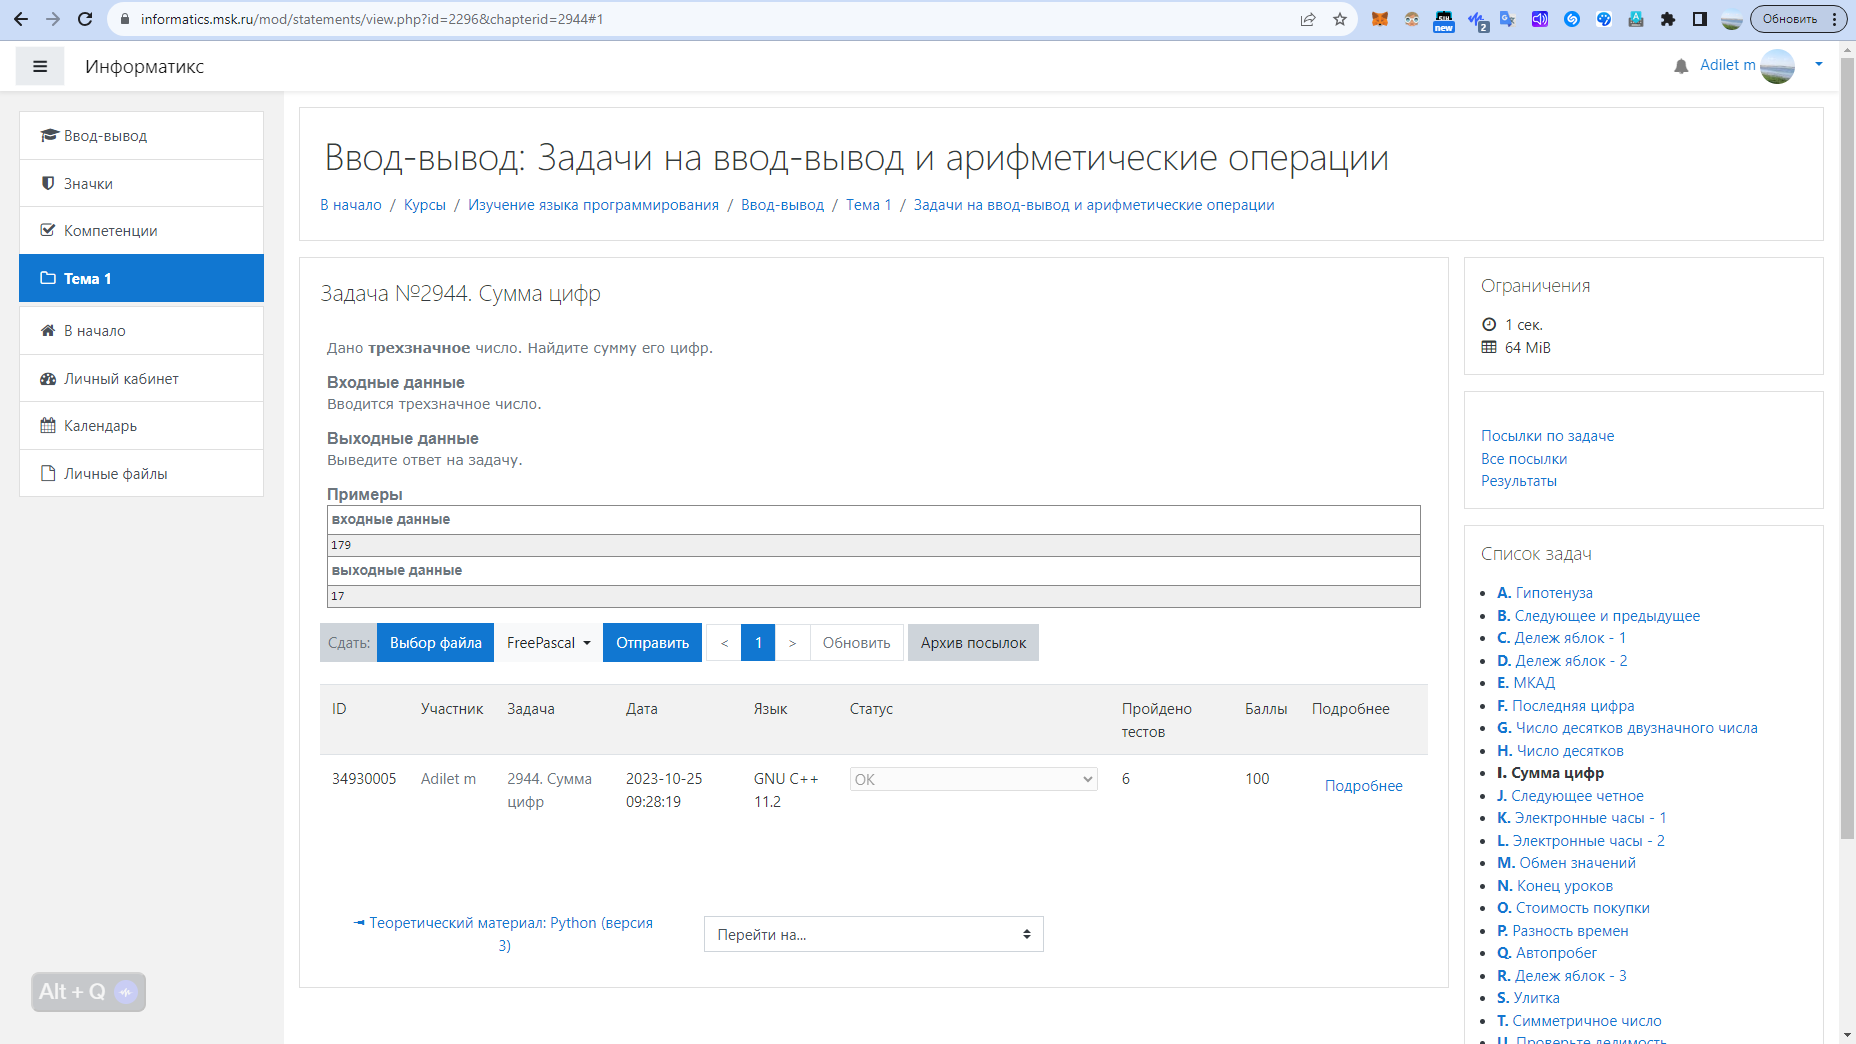 informatics.msk.ru/mod/statements/view.php?id=2296&chapterid=2944#1
new
2
Обновить
Информатикс
Adilet m
Ввод-вывод
Значки
Компетенции
Тема 1
В начало
Личный кабинет
Календарь
Личные файлы
Ввод-вывод: Задачи на ввод-вывод и арифметические операции
В начало / Курсы / Изучение языка программирования / Ввод-вывод / Тема 1 / Задачи на ввод-вывод и арифметические операции
Задача №2944. Сумма цифр
Дано трехзначное число. Найдите сумму его цифр.
Входные данные
Вводится трехзначное число.
Выходные данные
Выведите ответ на задачу.
Примеры
входные данные
179
выходные данные
17
Сдать: Выбор файла FreePascal Отправить < 1 > Обновить Архив посылок
ID Участник Задача Дата Язык Статус Пройдено тестов Баллы Подробнее
34930005 Adilet m 2944. Сумма цифр 2023-10-25 09:28:19 GNU C++ 11.2 OK 6 100 Подробнее
Теоретический материал: Python (версия
3)
Перейти на...
Ограничения
1 сек.
64 MiB
Посылки по задаче
Все посылки
Результаты
Список задач
A. Гипотенуза
B. Следующее и предыдущее
C. Дележ яблок - 1
D. Дележ яблок - 2
E. МКАД
F. Последняя цифра
G. Число десятков двузначного числа
H. Число десятков
I. Сумма цифр
J. Следующее четное
K. Электронные часы - 1
L. Электронные часы - 2
M. Обмен значений
N. Конец уроков
O. Стоимость покупки
P. Разность времен
Q. Автопробег
R. Дележ яблок - 3
S. Улитка
T. Симметричное число
U. Проверьте делимость
Alt + Q